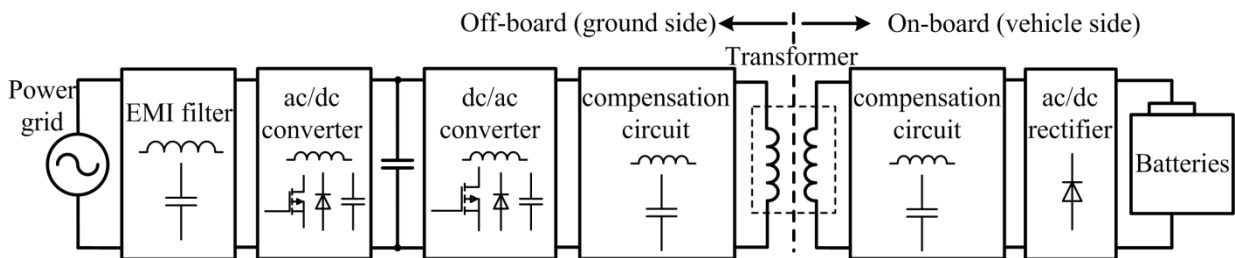 Off-board (ground side)
On-board (vehicle side)
Transformer
Power
grid
EMI filter
ac/dc
converter
dc/ac
converter
compensation
circuit
compensation
circuit
ac/dc
rectifier
Batteries